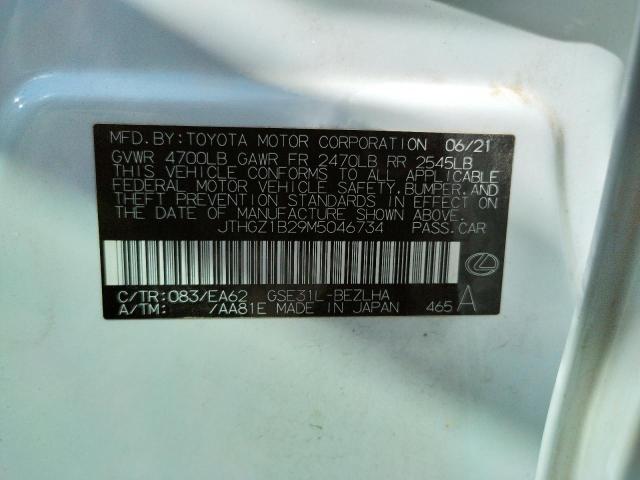 MFD.BY:TOYOTA MOTOR CORPORATION 06/21
GVWR 4700LB GAWR FR 2470LB RR 2545LB
THIS VEHICLE CONFORMS TO ALL APPLICABLE
FEDERAL MOTOR VEHICLE SAFETY, BUMPER, AND
THEFT PREVENTION STANDARDS IN EFFECT ON
THE DATE OF MANUFACTURE SHOWN ABOVE.
JTHGZ1B29M5046734 PASS.CAR
C/TR:083/EA62 GSE31L-BEZLHA
A/TM: /AA81E MADE IN JAPAN 465 A